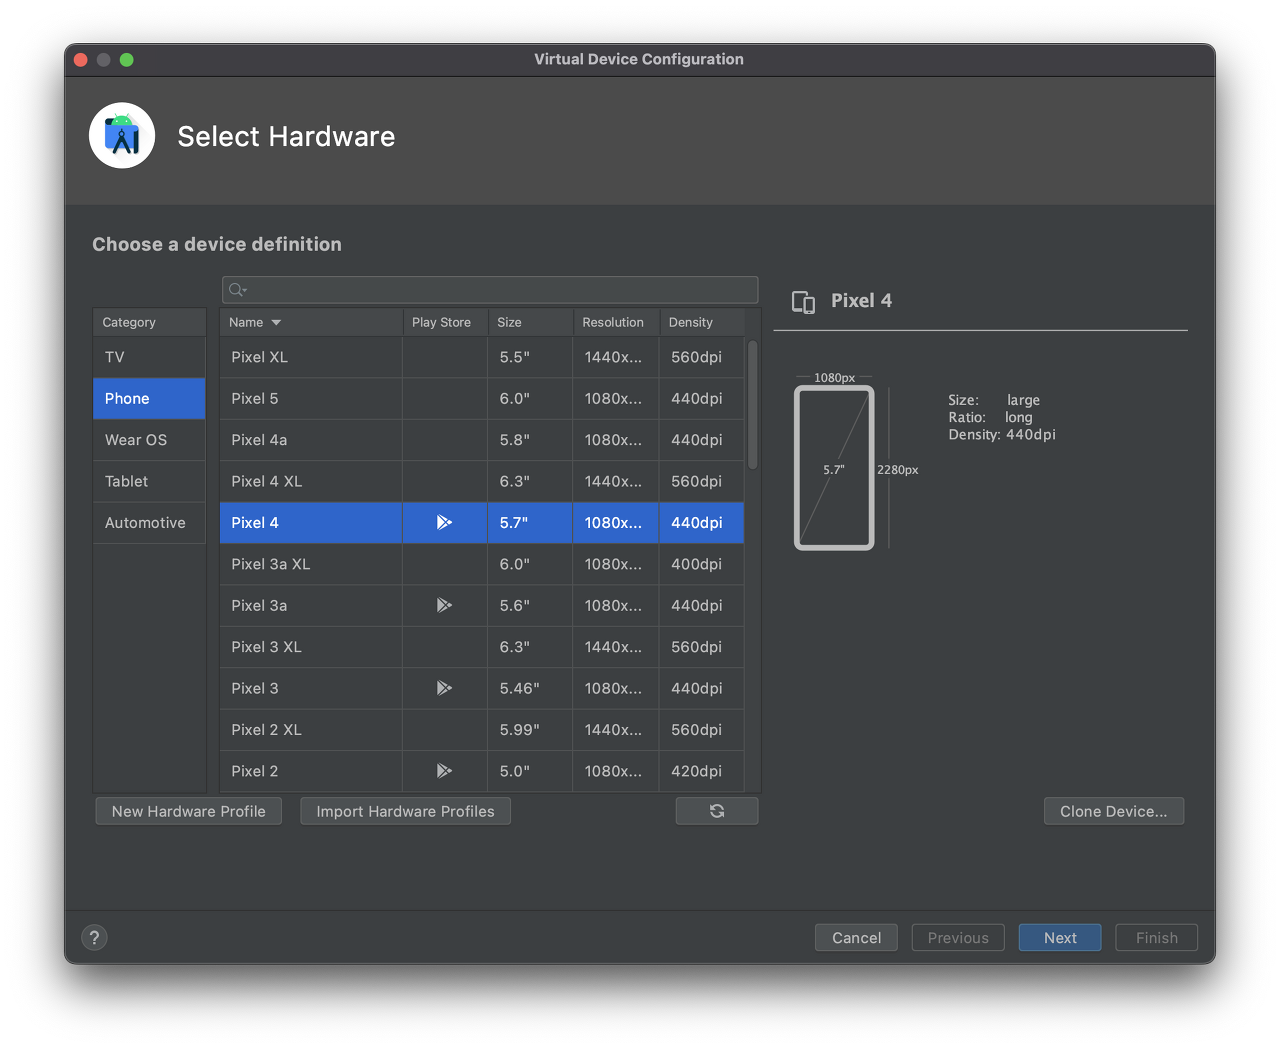 Virtual Device Configuration
Select Hardware
Choose a device definition
Category
TV
Phone
Wear OS
Tablet
Automotive
Name Play Store Size Resolution Density
Pixel XL 5.5" 1440x... 560dpi
Pixel 5 6.0" 1080x... 440dpi
Pixel 4a 5.8" 1080x... 440dpi
Pixel 4 XL 6.3" 1440x... 560dpi
Pixel 4 5.7" 1080x... 440dpi
Pixel 3a XL 6.0" 1080x... 400dpi
Pixel 3a 5.6" 1080x... 440dpi
Pixel 3 XL 6.3" 1440x... 560dpi
Pixel 3 5.46" 1080x... 440dpi
Pixel 2 XL 5.99" 1440x... 560dpi
Pixel 2 5.0" 1080x... 420dpi
Pixel 4
1080px
5.7"
2280px
Size: large
Ratio: long
Density: 440dpi
New Hardware Profile
Import Hardware Profiles
Clone Device...
?
Cancel
Previous
Next
Finish